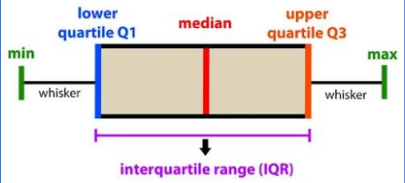 lower
quartile Q1
median
upper
quartile Q3
min
max
whisker
whisker
interquartile range (IQR)